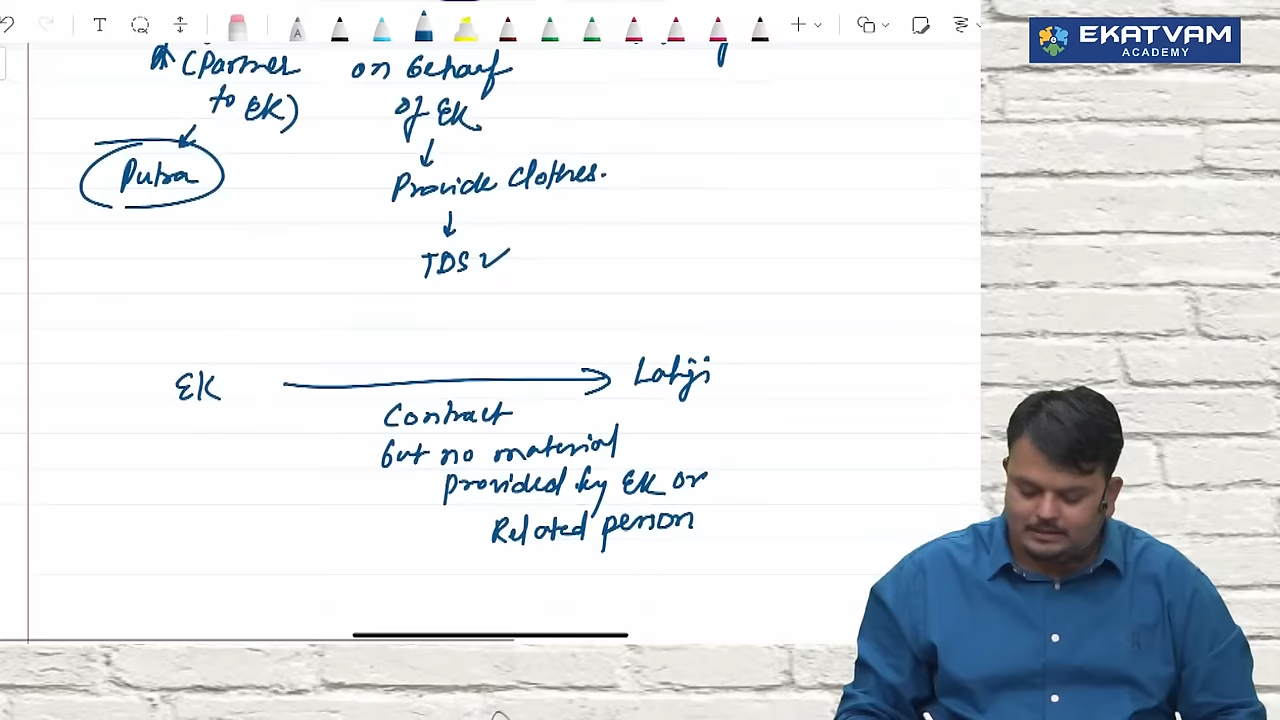 EKATVAM
ACADEMY
(Partner on behalf
to EK) of EK
Putra
Provide Clothes.
TDS ✓
EK Lalaji
Contract
but no material
provided by EK or
Related person